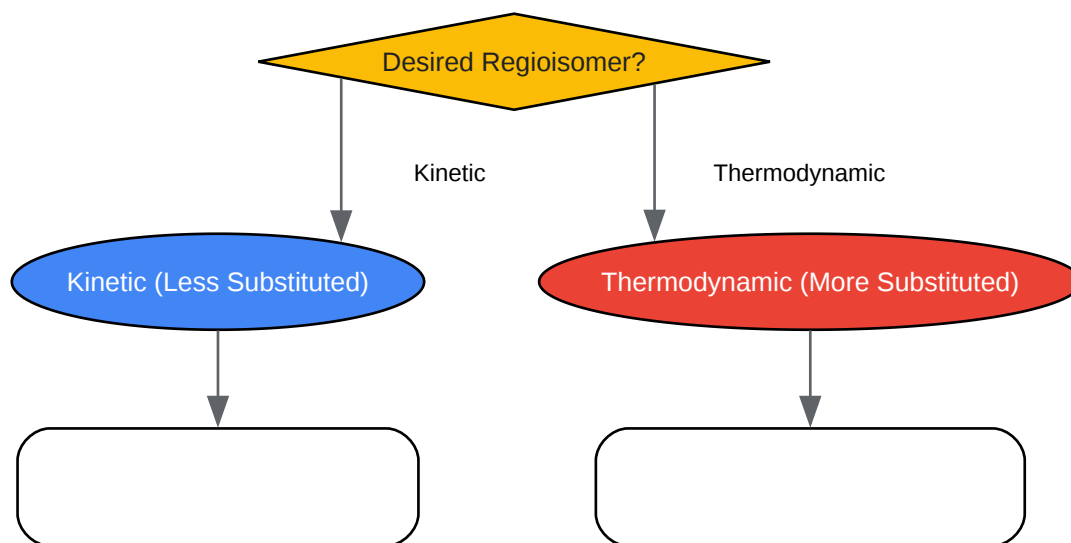 Desired Regioisomer?
Kinetic
Thermodynamic
Kinetic (Less Substituted)
Thermodynamic (More Substituted)